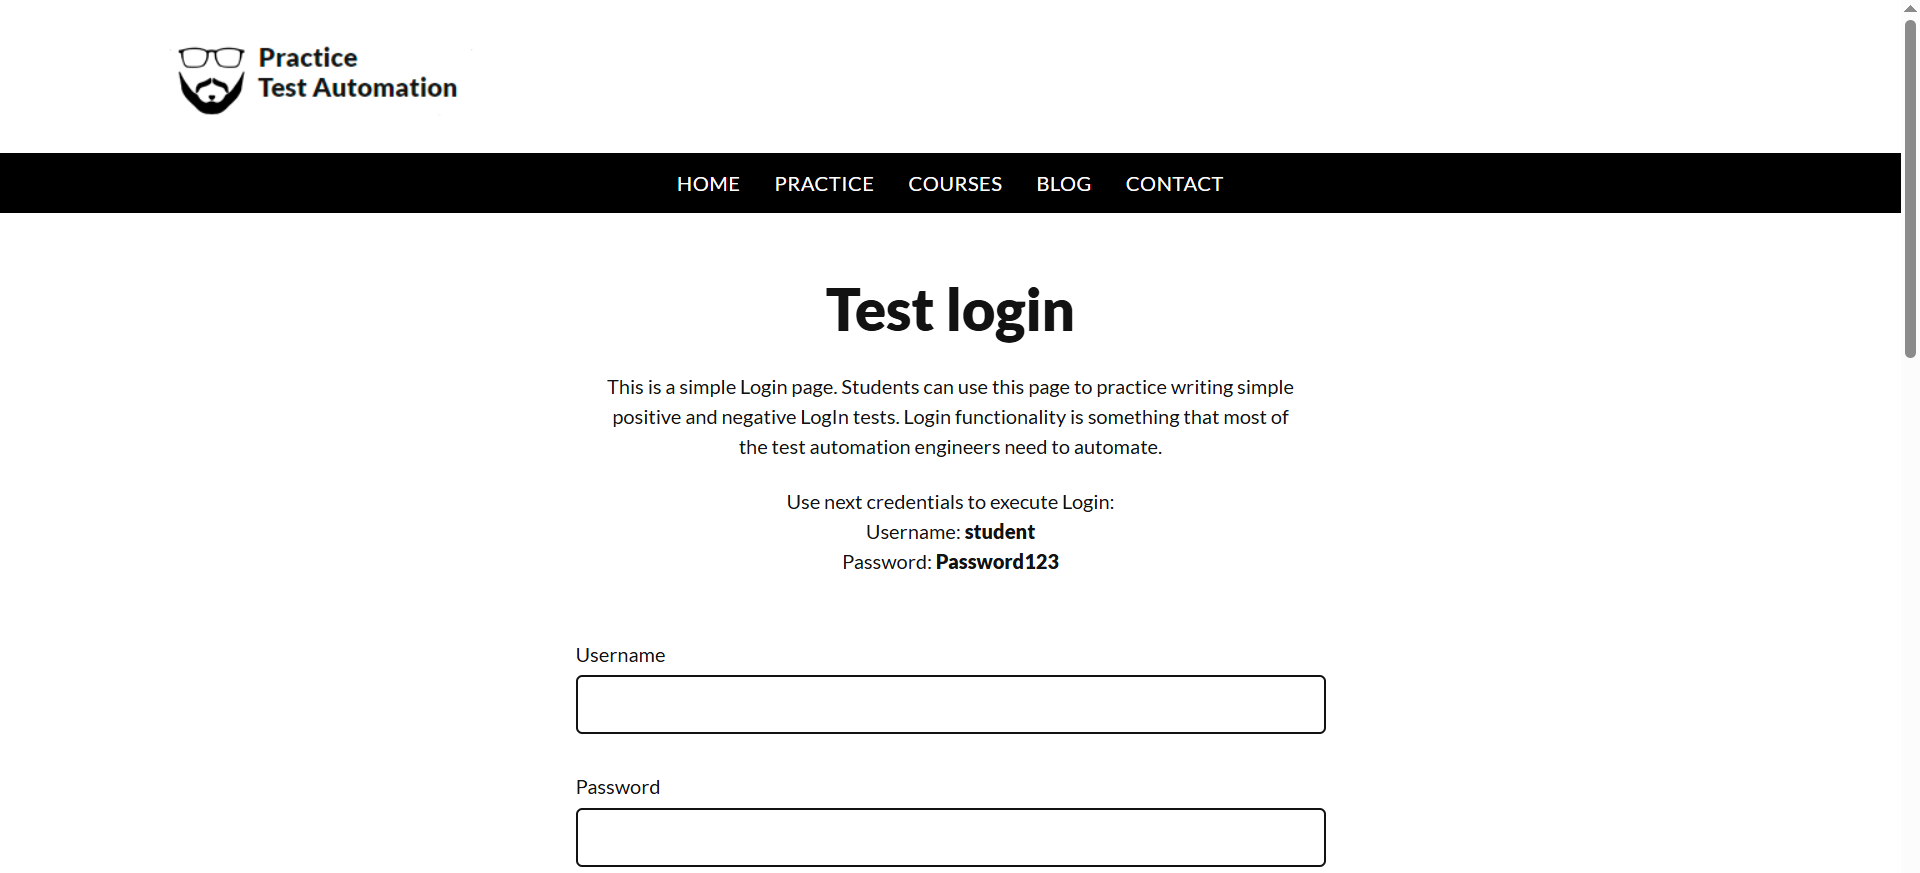 Practice
Test Automation
HOME PRACTICE COURSES BLOG CONTACT
Test login
This is a simple Login page. Students can use this page to practice writing simple
positive and negative LogIn tests. Login functionality is something that most of
the test automation engineers need to automate.
Use next credentials to execute Login:
Username: student
Password: Password123
Username
Password